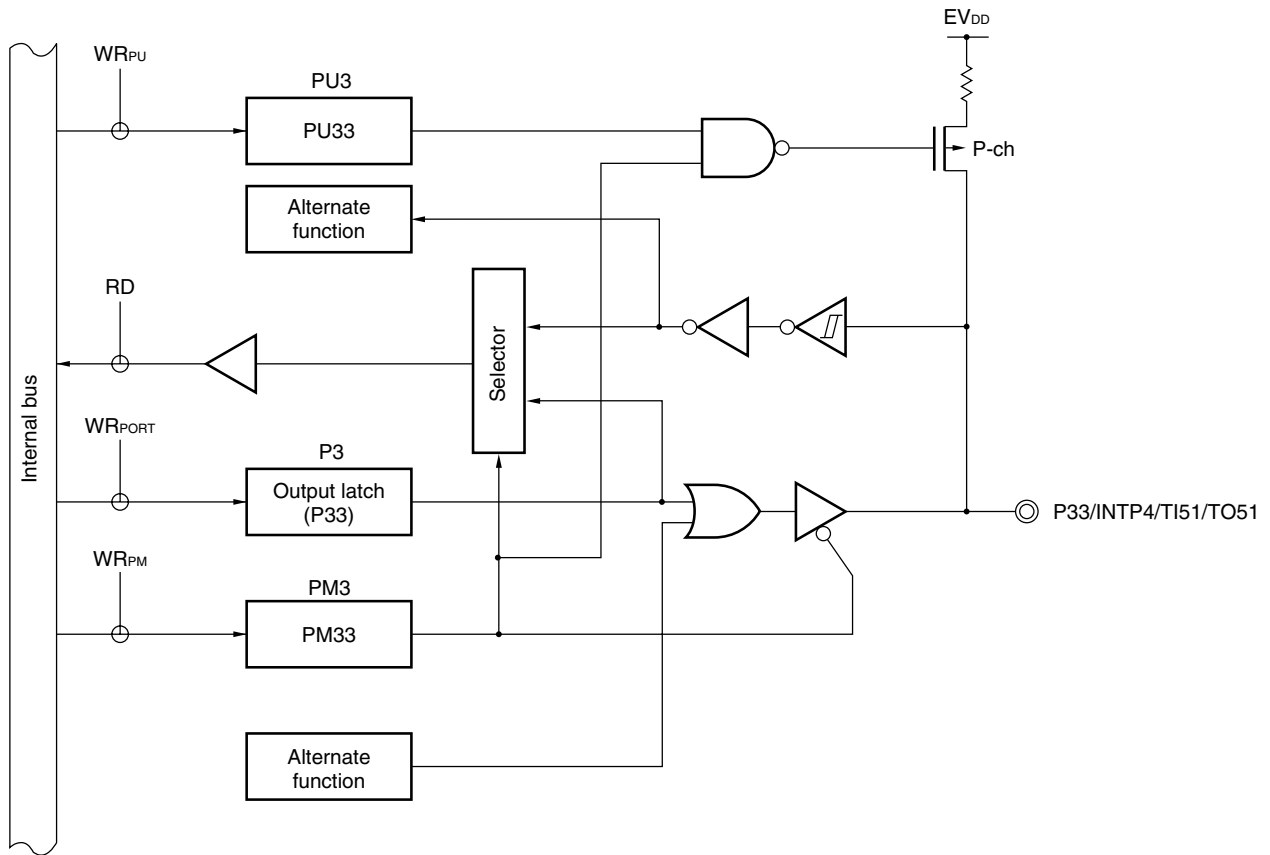 EVDD
WRPU
PU3
PU33
P-ch
Alternate
function
RD
Selector
Internal bus
WRPORT
P3
Output latch
(P33)
P33/INTP4/TI51/TO51
WRPM
PM3
PM33
Alternate
function